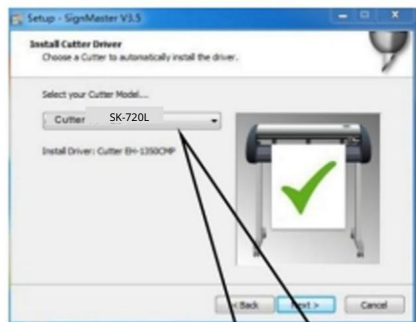 Setup - SignMaster V3.5
Install Cutter Driver
Choose a Cutter to automatically install the driver.
Select your Cutter Model....
Cutter SK-720L
Install Driver: Cutter EH-1350CMP
< Back Next > Cancel